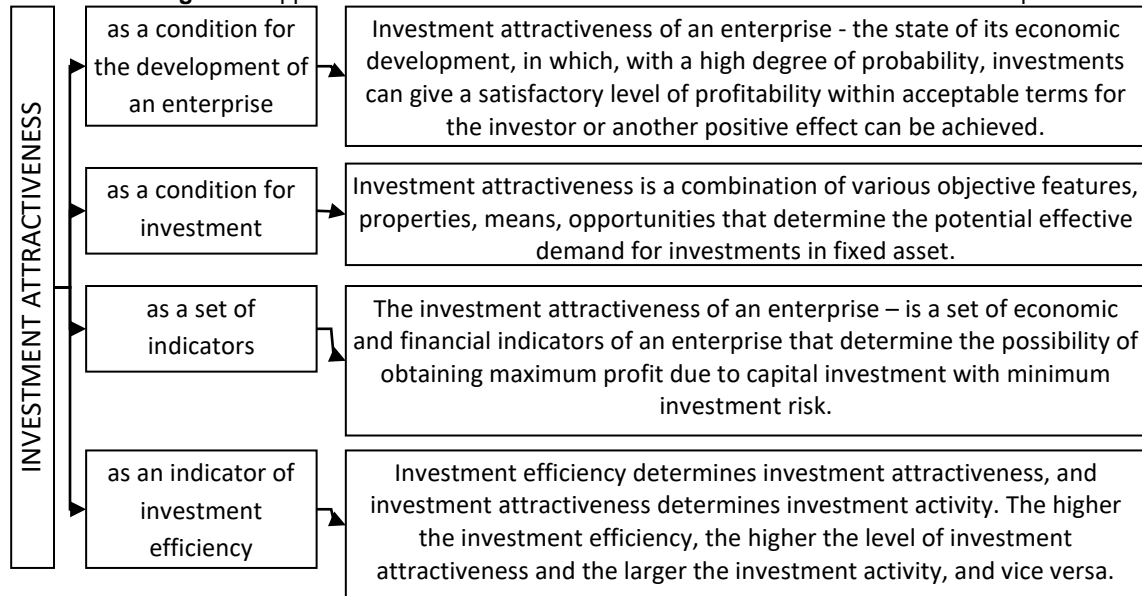 INVESTMENT ATTRACTIVENESS
as a condition for
the development of
an enterprise
Investment attractiveness of an enterprise - the state of its economic
development, in which, with a high degree of probability, investments
can give a satisfactory level of profitability within acceptable terms for
the investor or another positive effect can be achieved.
as a condition for
investment
Investment attractiveness is a combination of various objective features,
properties, means, opportunities that determine the potential effective
demand for investments in fixed asset.
as a set of
indicators
The investment attractiveness of an enterprise – is a set of economic
and financial indicators of an enterprise that determine the possibility of
obtaining maximum profit due to capital investment with minimum
investment risk.
as an indicator of
investment
efficiency
Investment efficiency determines investment attractiveness, and
investment attractiveness determines investment activity. The higher
the investment efficiency, the higher the level of investment
attractiveness and the larger the investment activity, and vice versa.